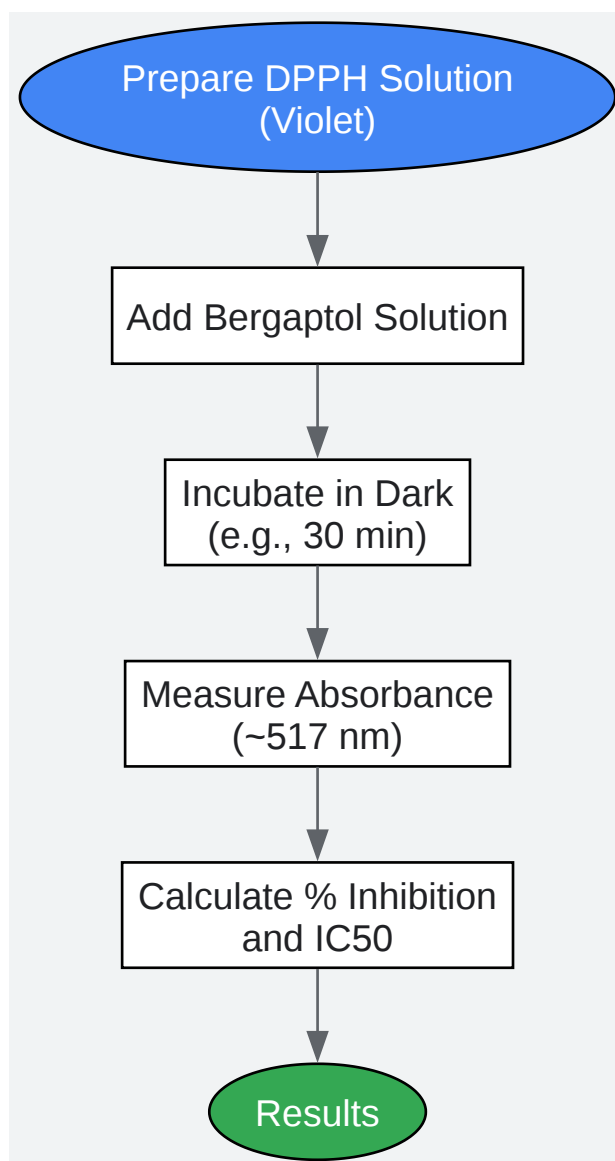 Prepare DPPH Solution
(Violet)
Add Bergaptol Solution
Incubate in Dark
(e.g., 30 min)
Measure Absorbance
(~517 nm)
Calculate % Inhibition
and IC50
Results